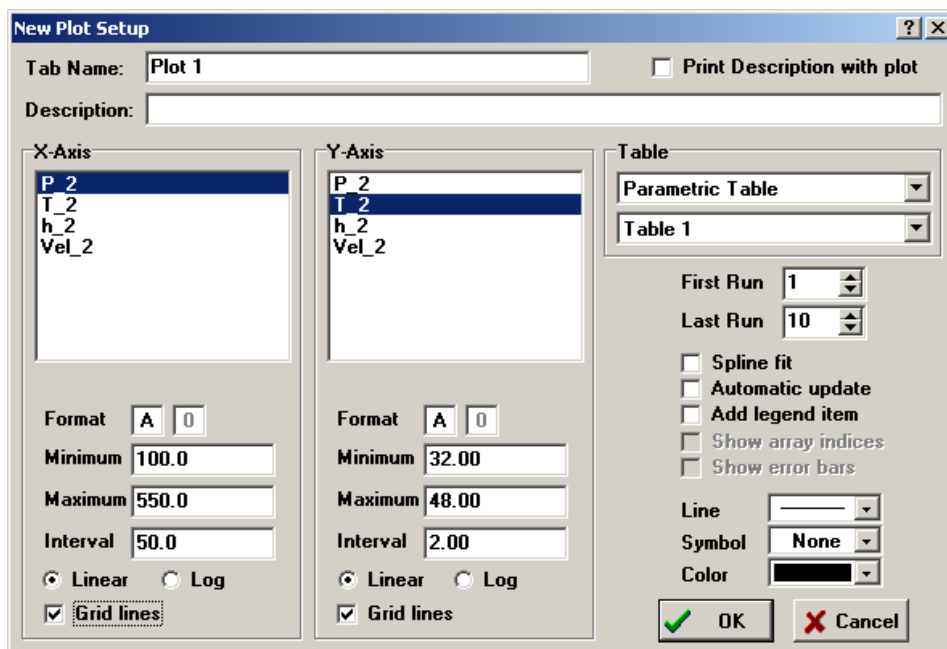 New Plot Setup
Tab Name: Plot 1
Print Description with plot
Description:
X-Axis
P_2
T_2
h_2
Vel_2
Format A 0
Minimum 100.0
Maximum 550.0
Interval 50.0
Linear Log
Grid lines
Y-Axis
P_2
T_2
h_2
Vel_2
Format A 0
Minimum 32.00
Maximum 48.00
Interval 2.00
Linear Log
Grid lines
Table
Parametric Table
Table 1
First Run 1
Last Run 10
Spline fit
Automatic update
Add legend item
Show array indices
Show error bars
Line
Symbol None
Color
OK Cancel